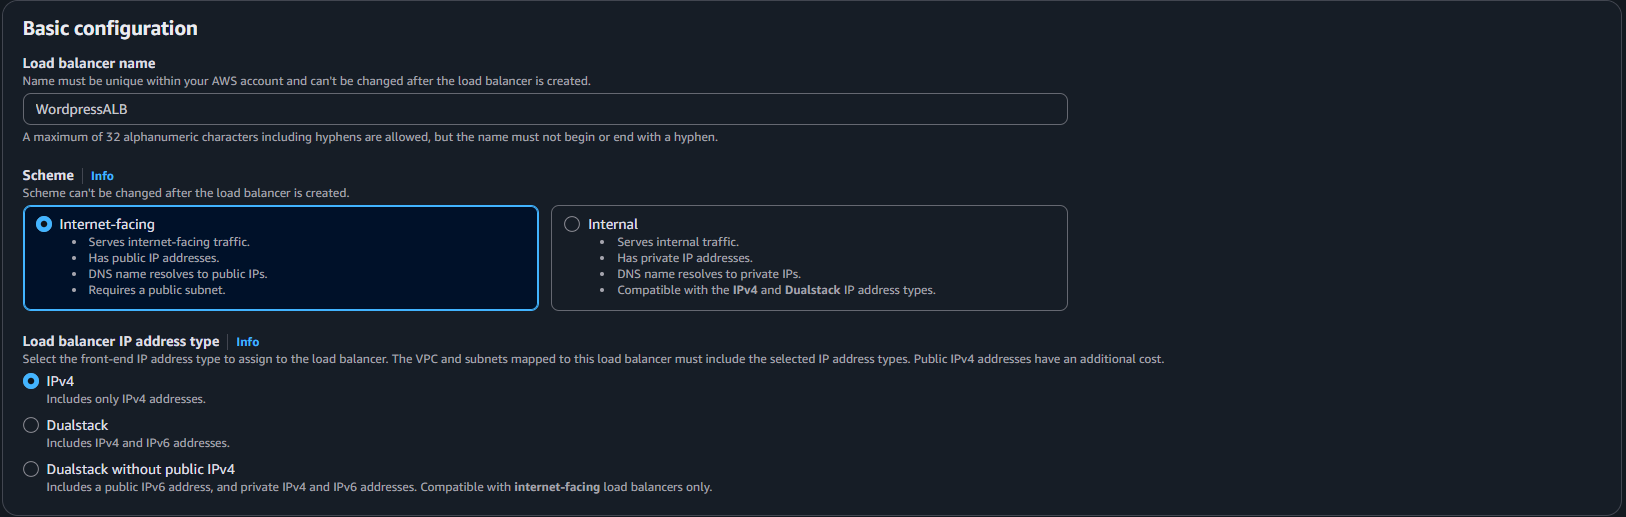 Basic configuration
Load balancer name
Name must be unique within your AWS account and can't be changed after the load balancer is created.
WordpressALB
A maximum of 32 alphanumeric characters including hyphens are allowed, but the name must not begin or end with a hyphen.
Scheme | Info
Scheme can't be changed after the load balancer is created.
Internet-facing
• Serves internet-facing traffic.
• Has public IP addresses.
• DNS name resolves to public IPs.
• Requires a public subnet.
Internal
• Serves internal traffic.
• Has private IP addresses.
• DNS name resolves to private IPs.
• Compatible with the IPv4 and Dualstack IP address types.
Load balancer IP address type | Info
Select the front-end IP address type to assign to the load balancer. The VPC and subnets mapped to this load balancer must include the selected IP address types. Public IPv4 addresses have an additional cost.
IPv4
Includes only IPv4 addresses.
Dualstack
Includes IPv4 and IPv6 addresses.
Dualstack without public IPv4
Includes a public IPv6 address, and private IPv4 and IPv6 addresses. Compatible with internet-facing load balancers only.